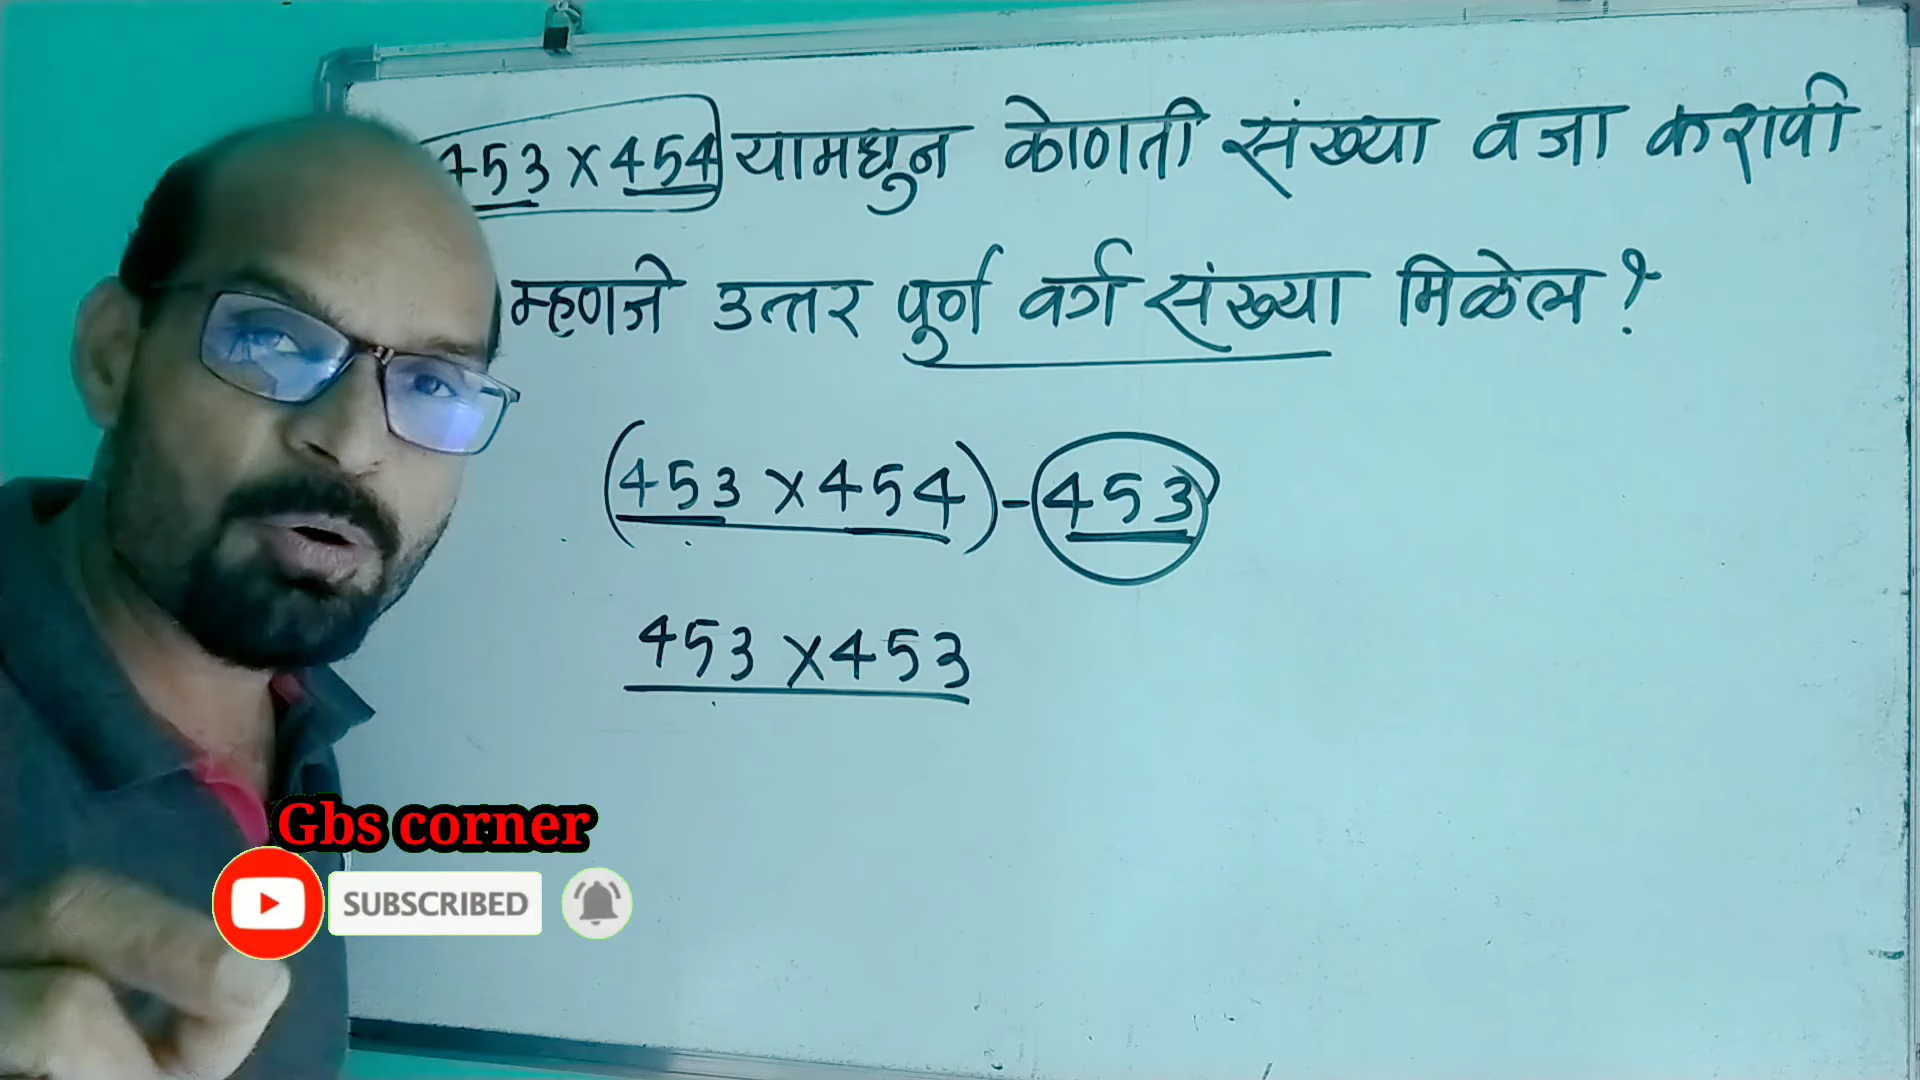 453 x 454 यामधुन कोणती संख्या वजा करावी
म्हणजे उत्तर पुर्ण वर्ग संख्या मिळेल ?
(453 x 454) - 453
453 x 453
Gbs corner
SUBSCRIBED